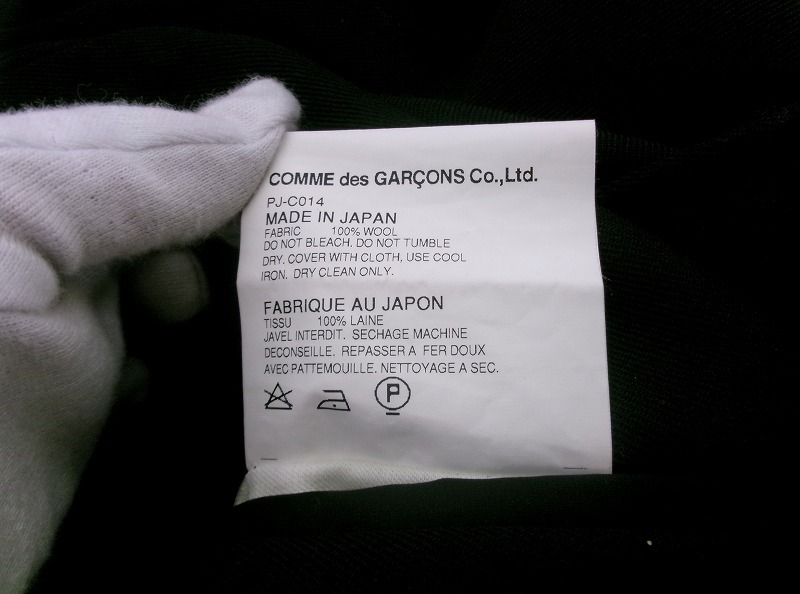 COMME des GARÇONS Co.,Ltd.
PJ-C014
MADE IN JAPAN
FABRIC 100% WOOL
DO NOT BLEACH. DO NOT TUMBLE
DRY. COVER WITH CLOTH, USE COOL
IRON. DRY CLEAN ONLY.
FABRIQUE AU JAPON
TISSU 100% LAINE
JAVEL INTERDIT. SECHAGE MACHINE
DECONSEILLE. REPASSER A FER DOUX
AVEC PATTEMOUILLE. NETTOYAGE A SEC.
P